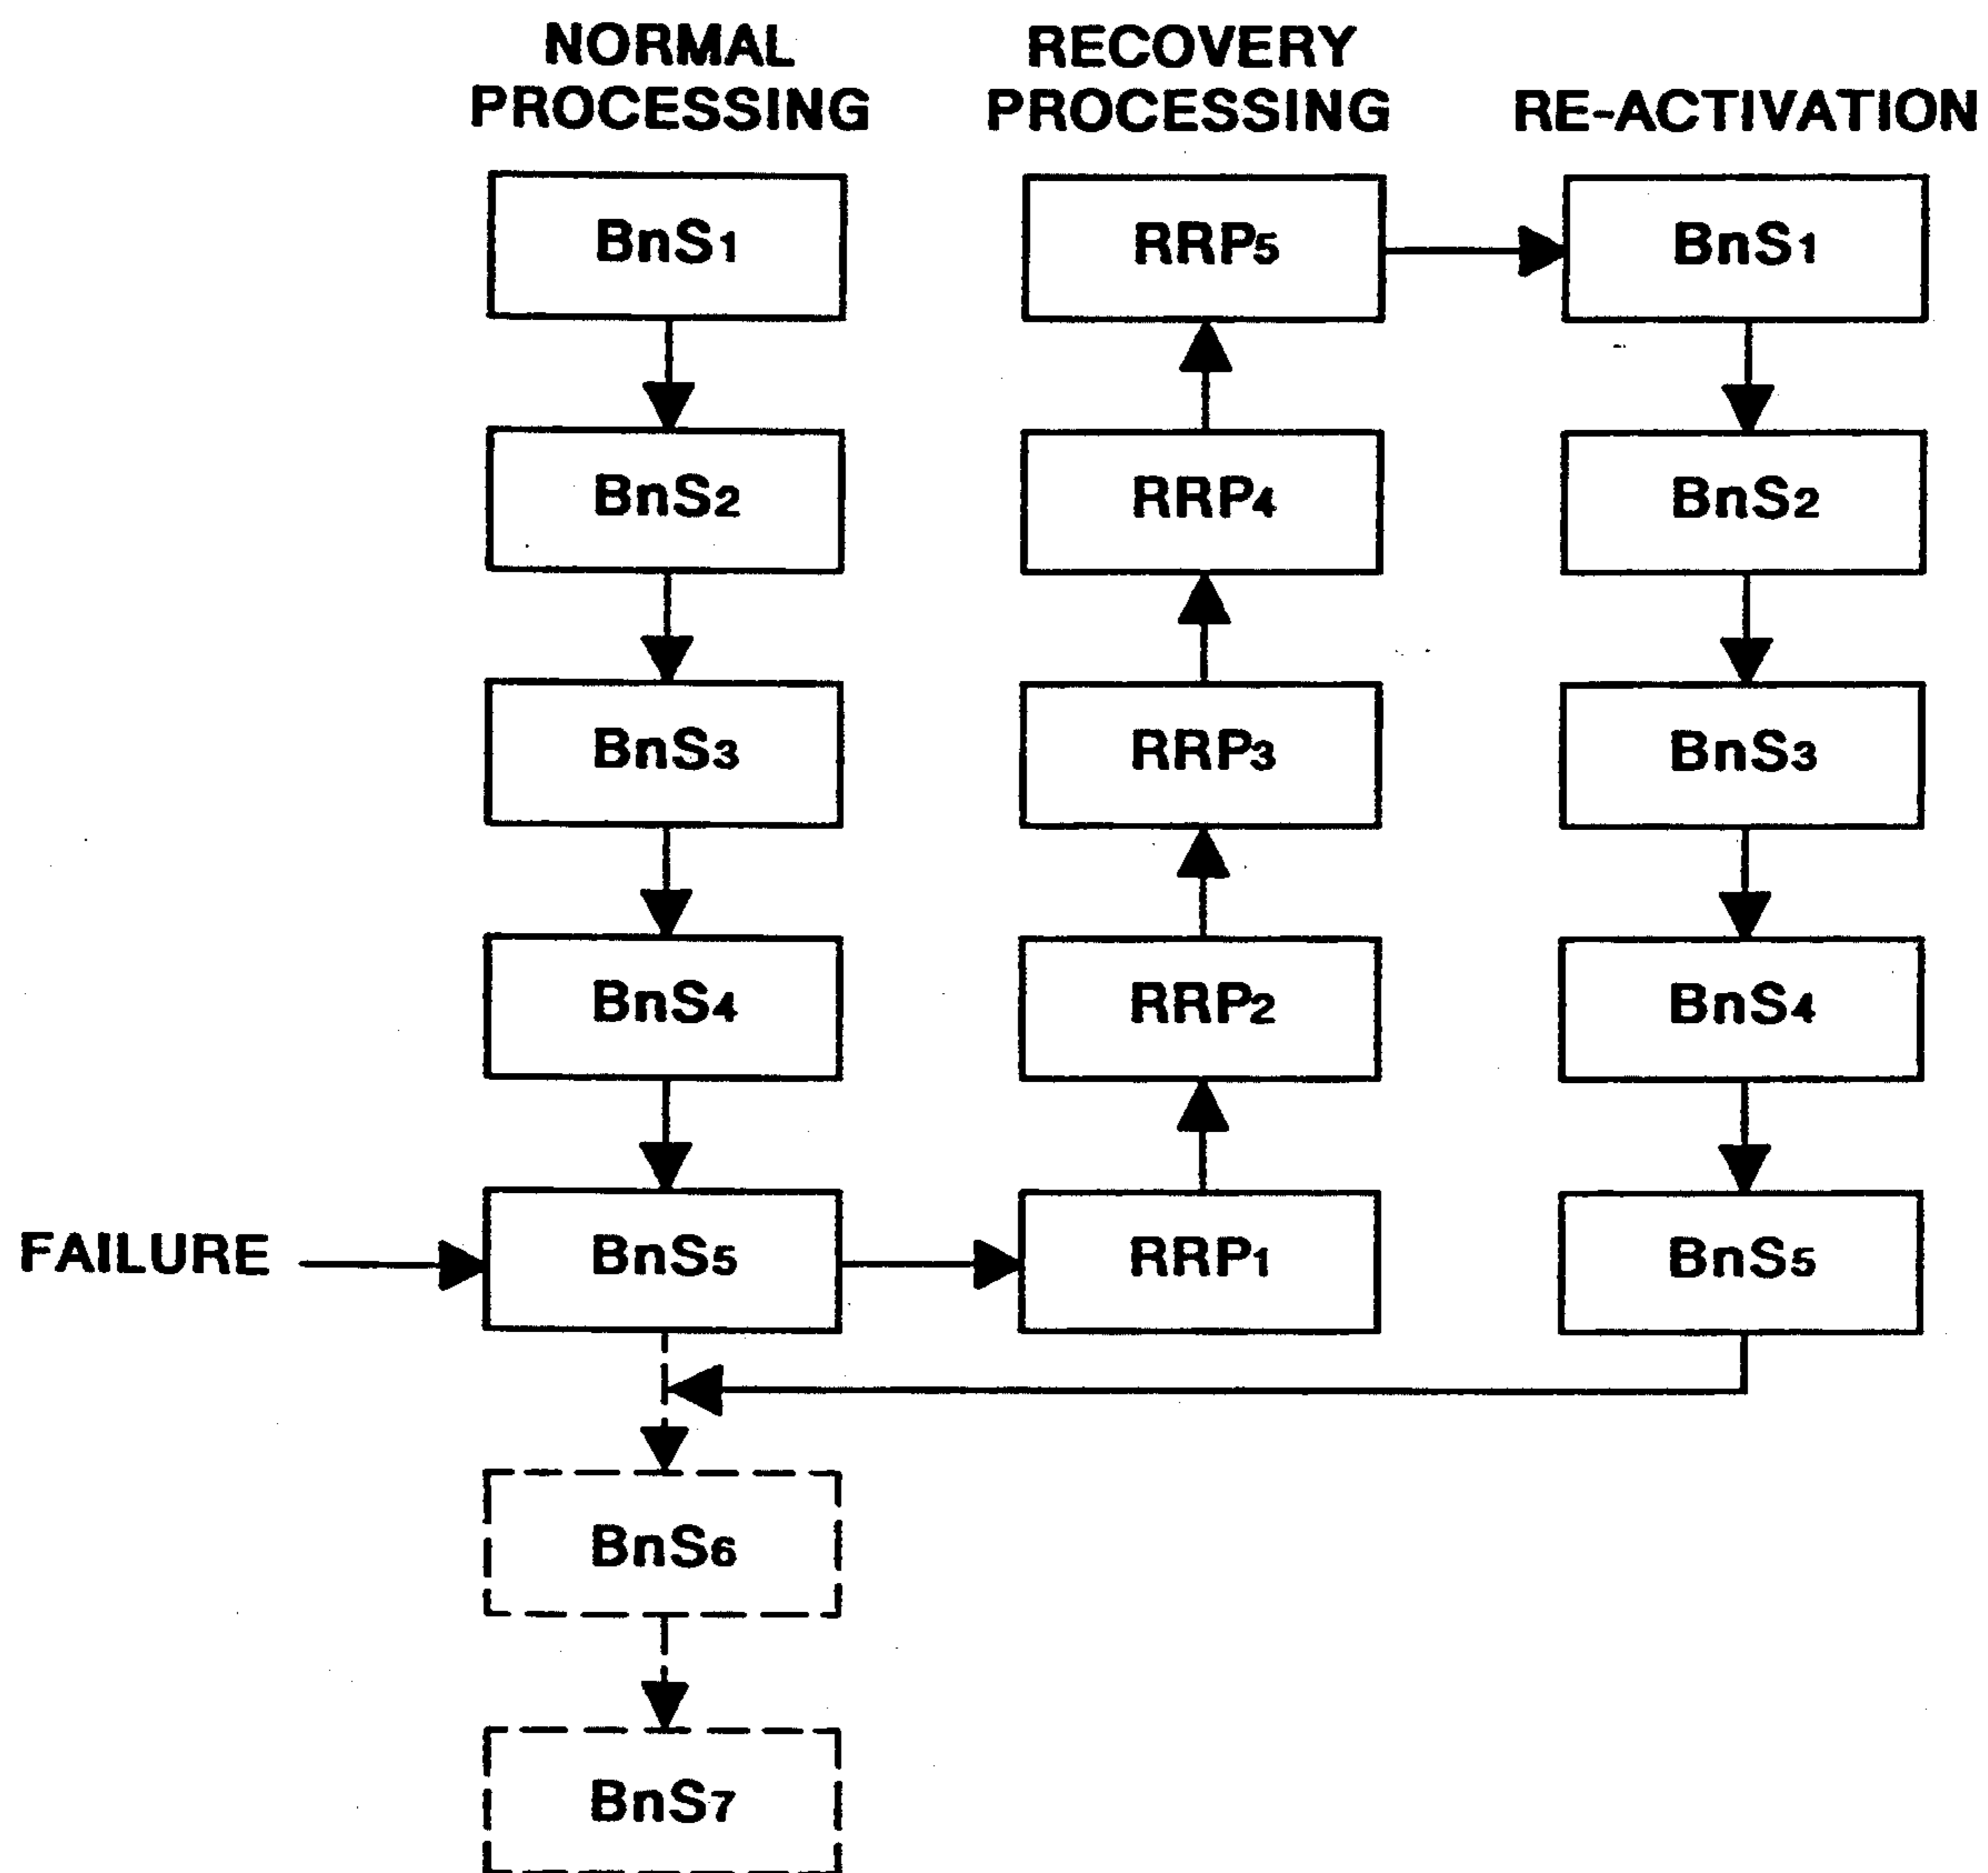 NORMAL
PROCESSING
RECOVERY
PROCESSING
RE-ACTIVATION
BnS1
RRP5
BnS1
BnS2
RRP4
BnS2
BnS3
RRP3
BnS3
BnS4
RRP2
BnS4
FAILURE
BnS5
RRP1
BnS5
BnS6
BnS7